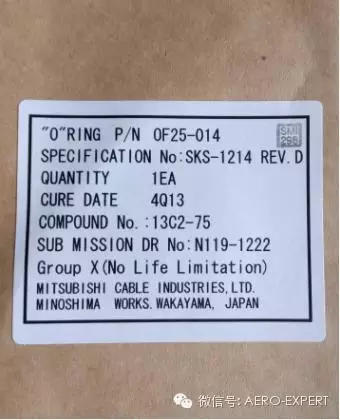 "O"RING P/N OF25-014
SPECIFICATION No:SKS-1214 REV.D
QUANTITY 1EA
CURE DATE 4Q13
COMPOUND No.:13C2-75
SUB MISSION DR No:N119-1222
Group X(No Life Limitation)
MITSUBISHI CABLE INDUSTRIES,LTD.
MINOSHIMA WORKS.WAKAYAMA, JAPAN
微信号: AERO-EXPERT